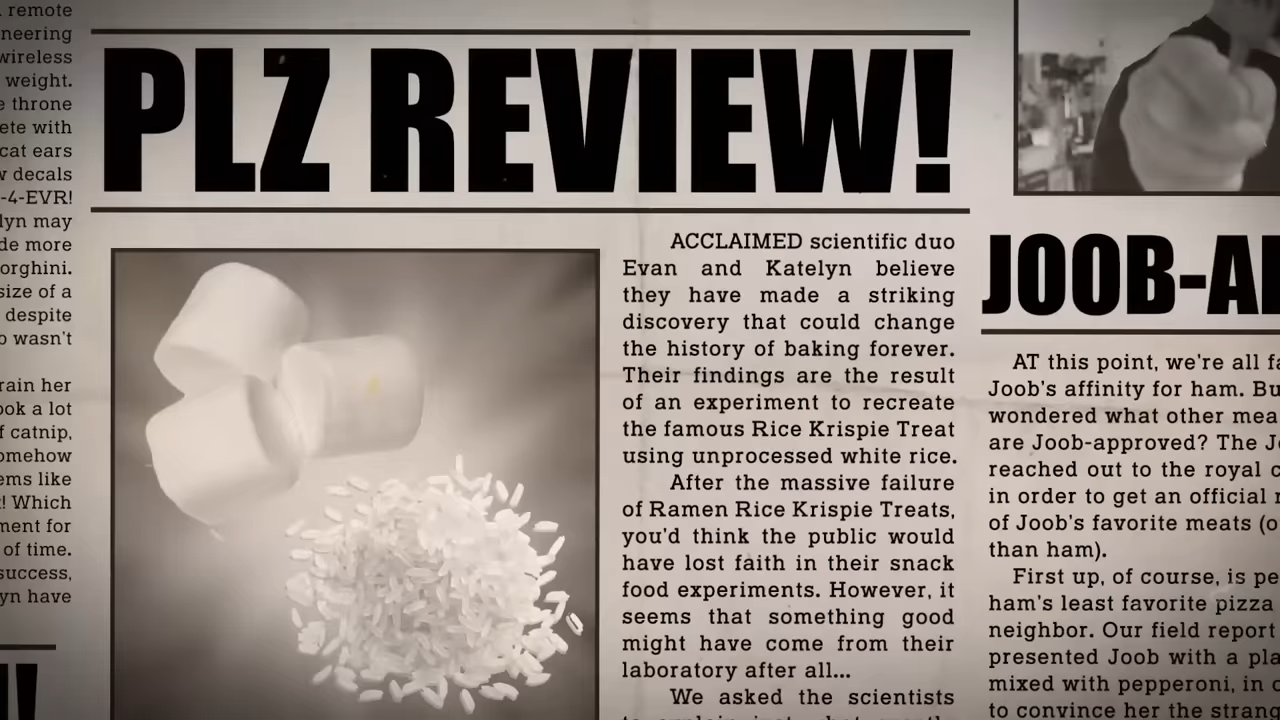 remote
neering
wireless
weight.
throne
ete with
cat ears
decals
-4-EVR!
lyn may
de more
orghini.
size of a
despite
wasn't
rain her
ook a lot
f catnip,
omehow
ems like
! Which
ment for
of time.
success,
yn have
!!
PLZ REVIEW!
ACCLAIMED scientific duo
Evan and Katelyn believe
they have made a striking
discovery that could change
the history of baking forever.
Their findings are the result
of an experiment to recreate
the famous Rice Krispie Treat
using unprocessed white rice.
After the massive failure
of Ramen Rice Krispie Treats,
you'd think the public would
have lost faith in their snack
food experiments. However, it
seems that something good
might have come from their
laboratory after all...
We asked the scientists
JOOB-A
AT this point, we're all fa
Joob's affinity for ham. Bu
wondered what other mea
are Joob-approved? The Jo
reached out to the royal c
in order to get an official
of Joob's favorite meats (o
than ham).
First up, of course, is pe
ham's least favorite pizza
neighbor. Our field report
presented Joob with a pla
mixed with pepperoni, in o
to convince her the strang